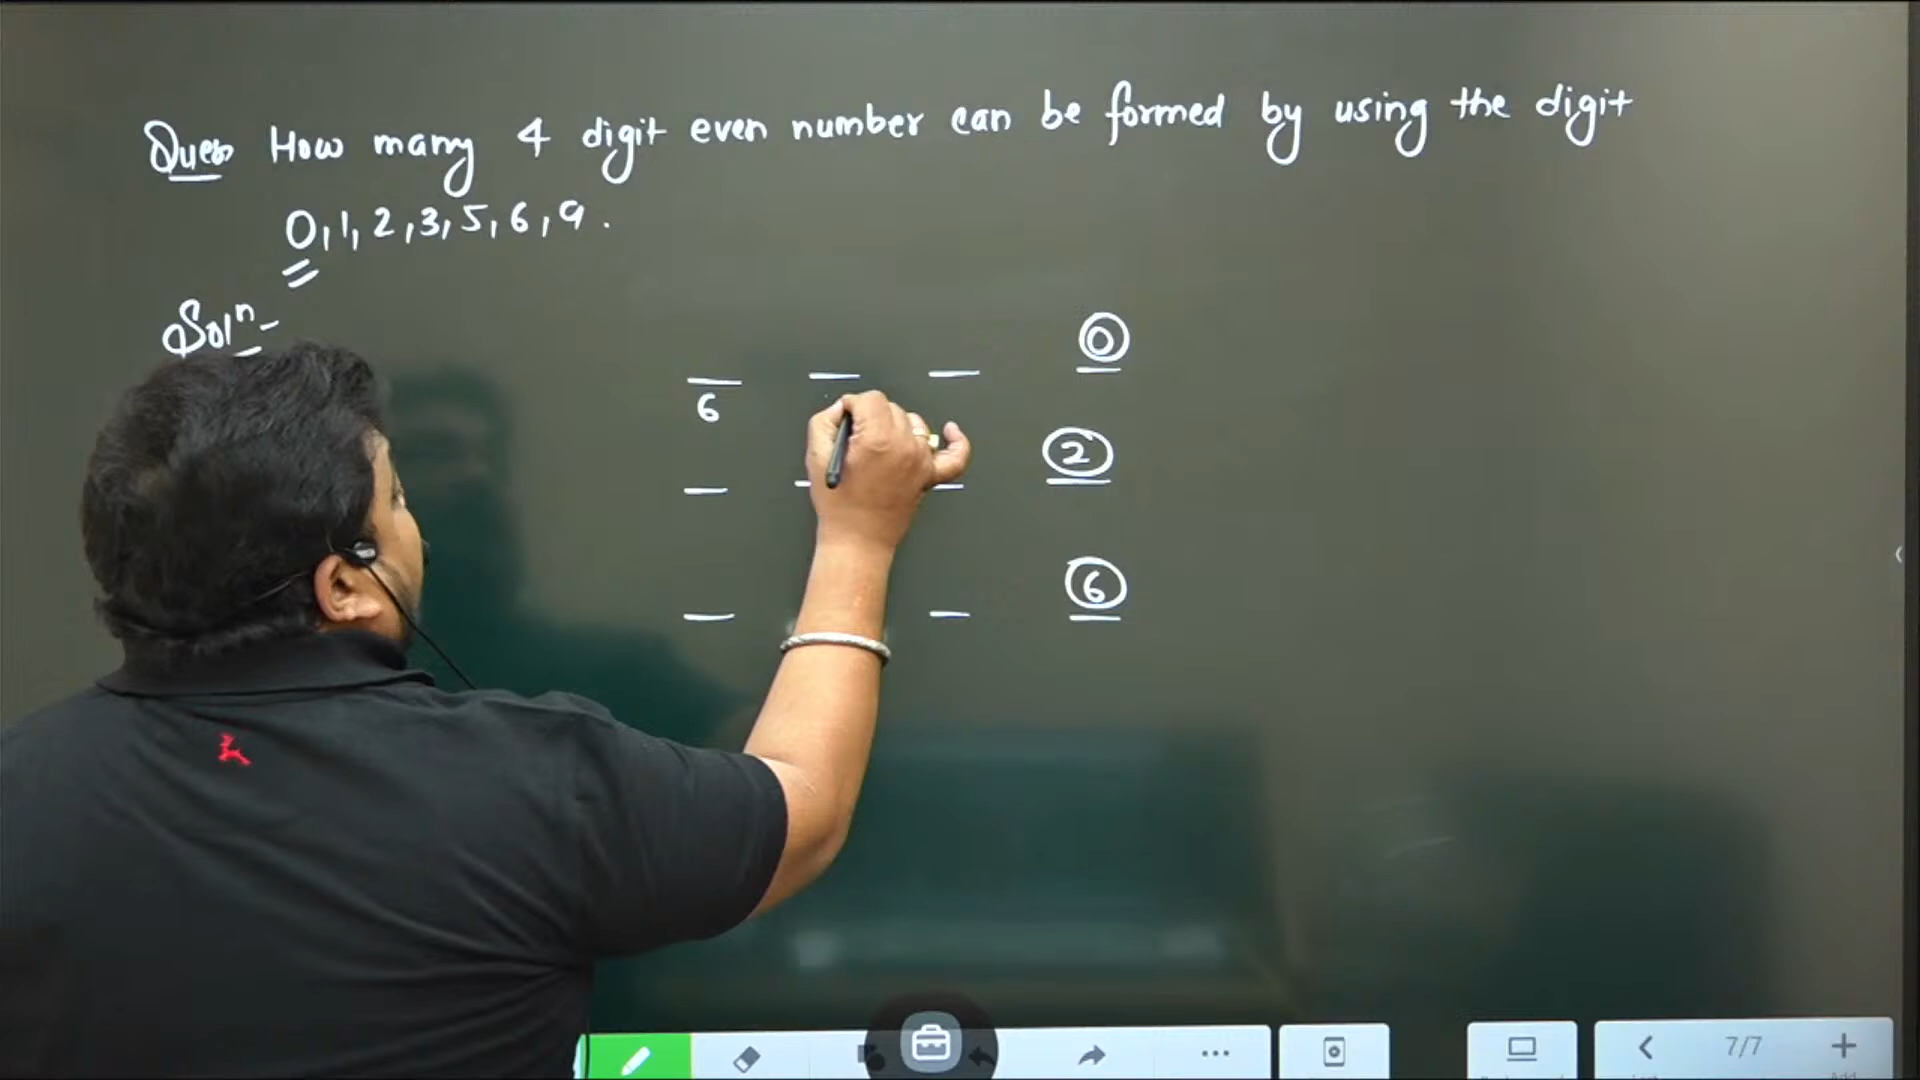 Ques How many 4 digit even number can be formed by using the digit
0, 1, 2, 3, 5, 6, 9.
Solⁿ-
0
6
2
6
7/7